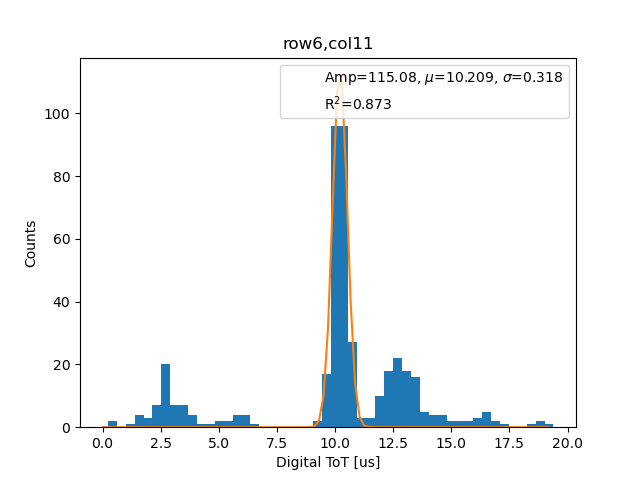 row6,col11
Amp=115.08, μ=10.209, σ=0.318
R²=0.873
100
80
60
40
20
0
Counts
0.0 2.5 5.0 7.5 10.0 12.5 15.0 17.5 20.0
Digital ToT [us]